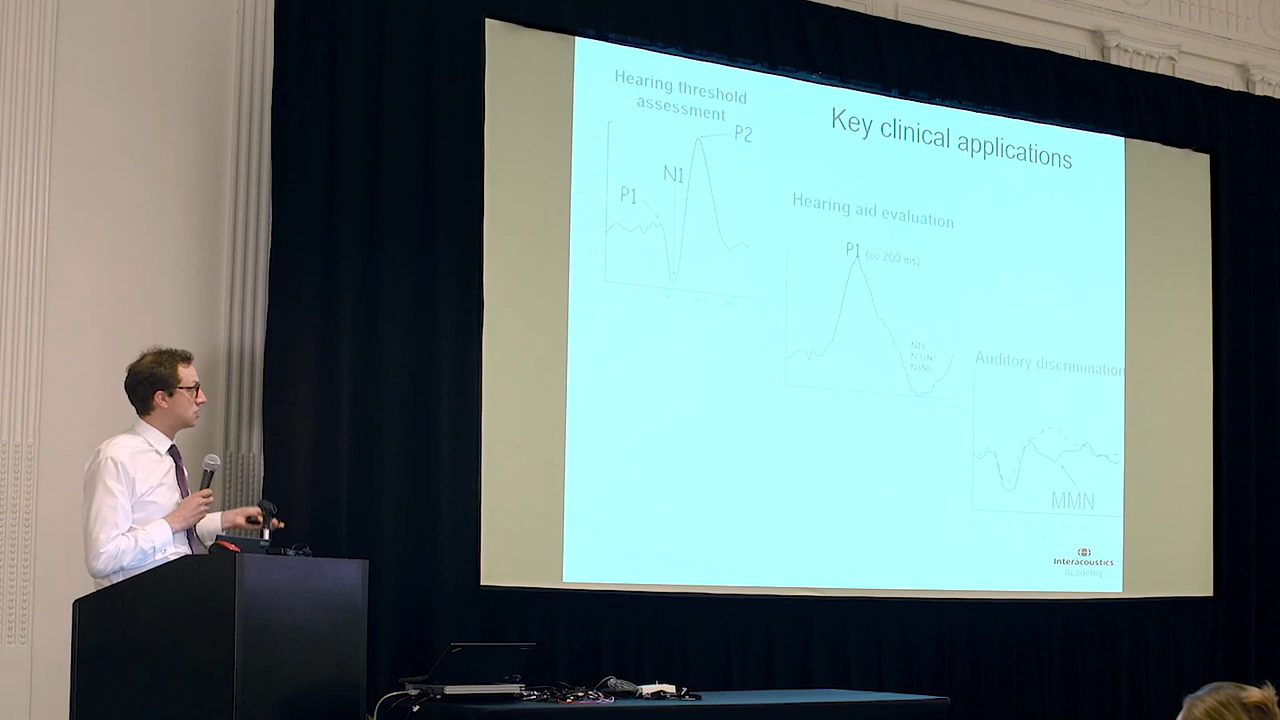 Key clinical applications
Hearing threshold
assessment
P2
N1
P1
Hearing aid evaluation
P1 (ca 200 ms)
Auditory discrimination
MMN
Interacoustics
Academy